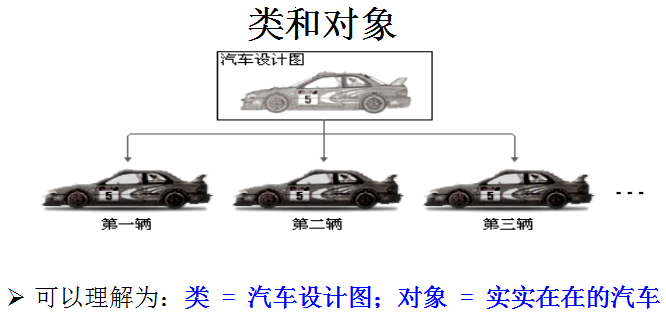 类和对象
汽车设计图
5
5 5 5
...
第一辆 第二辆 第三辆
➢ 可以理解为：类 = 汽车设计图；对象 = 实实在在的汽车